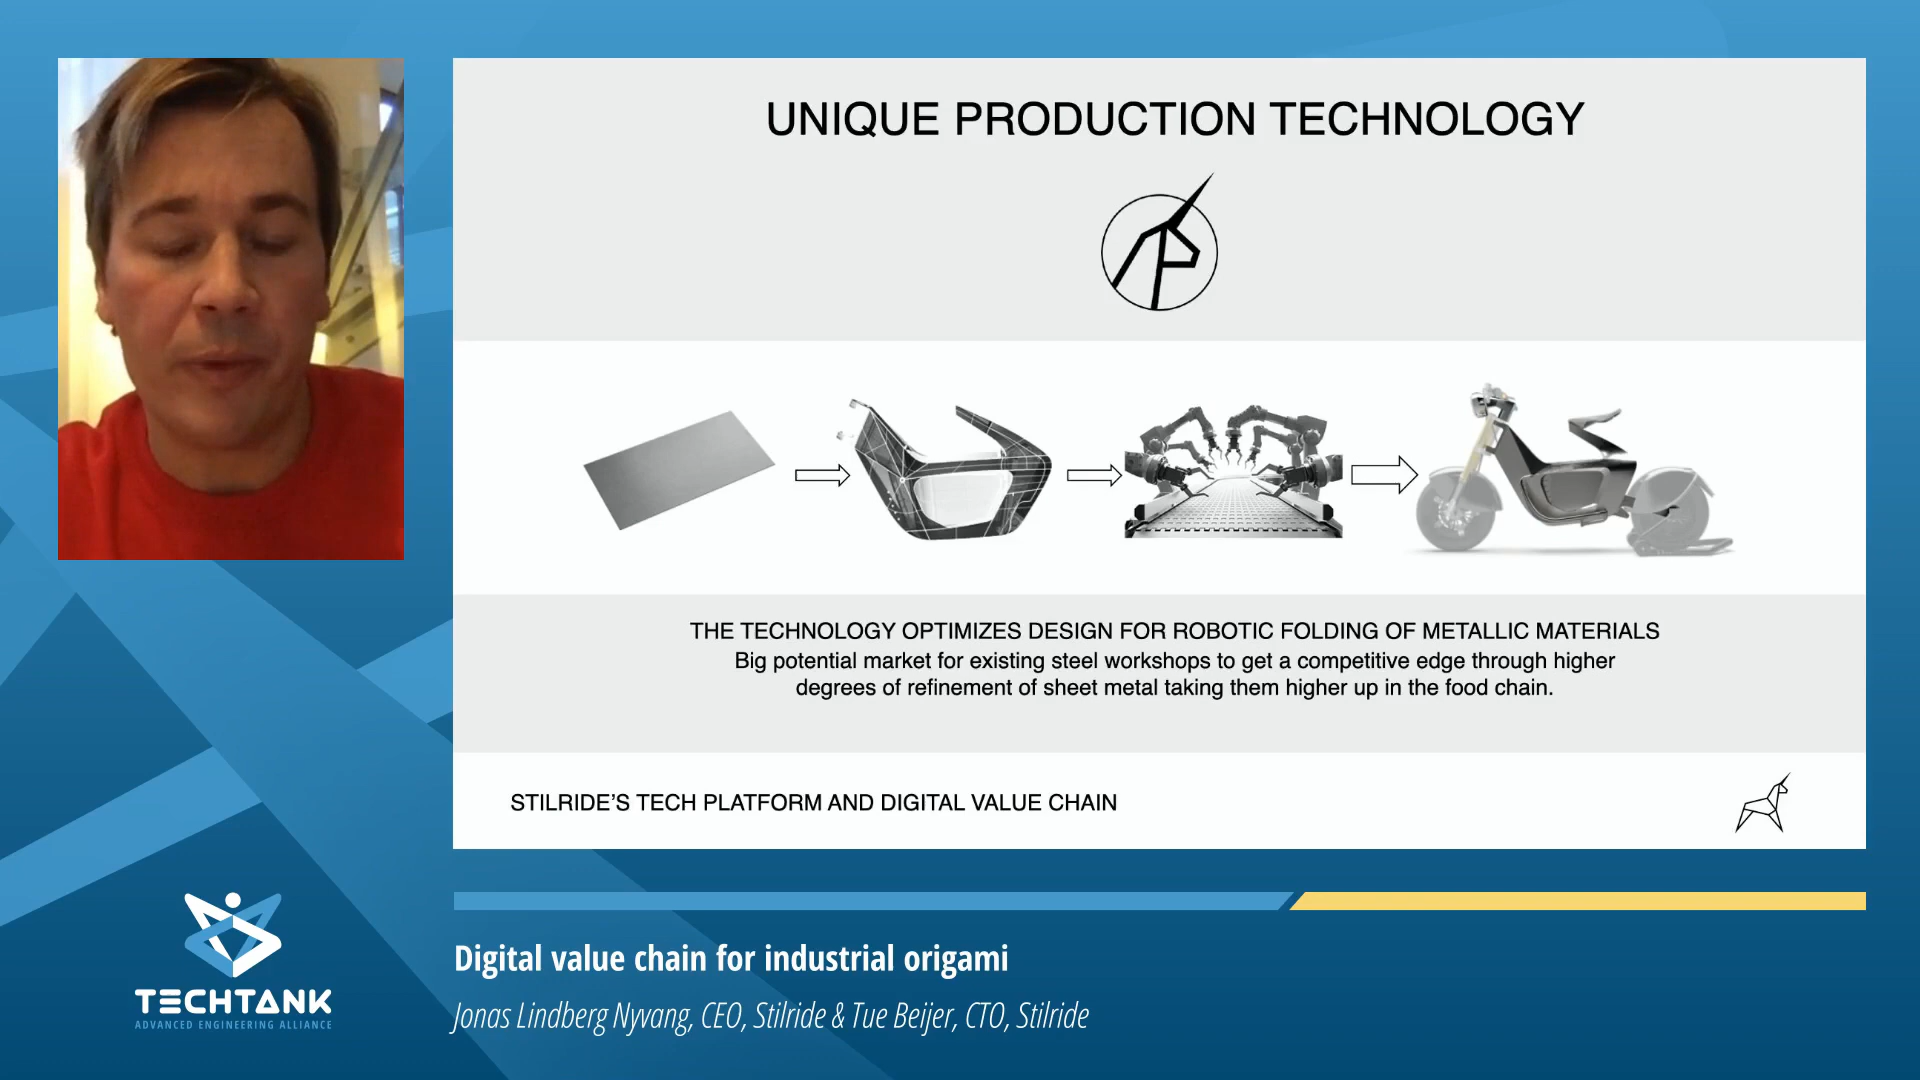 UNIQUE PRODUCTION TECHNOLOGY
THE TECHNOLOGY OPTIMIZES DESIGN FOR ROBOTIC FOLDING OF METALLIC MATERIALS
Big potential market for existing steel workshops to get a competitive edge through higher
degrees of refinement of sheet metal taking them higher up in the food chain.
STILRIDE’S TECH PLATFORM AND DIGITAL VALUE CHAIN
TECHTANK
ADVANCED ENGINEERING ALLIANCE
Digital value chain for industrial origami
Jonas Lindberg Nyvang, CEO, Stilride & Tue Beijer, CTO, Stilride